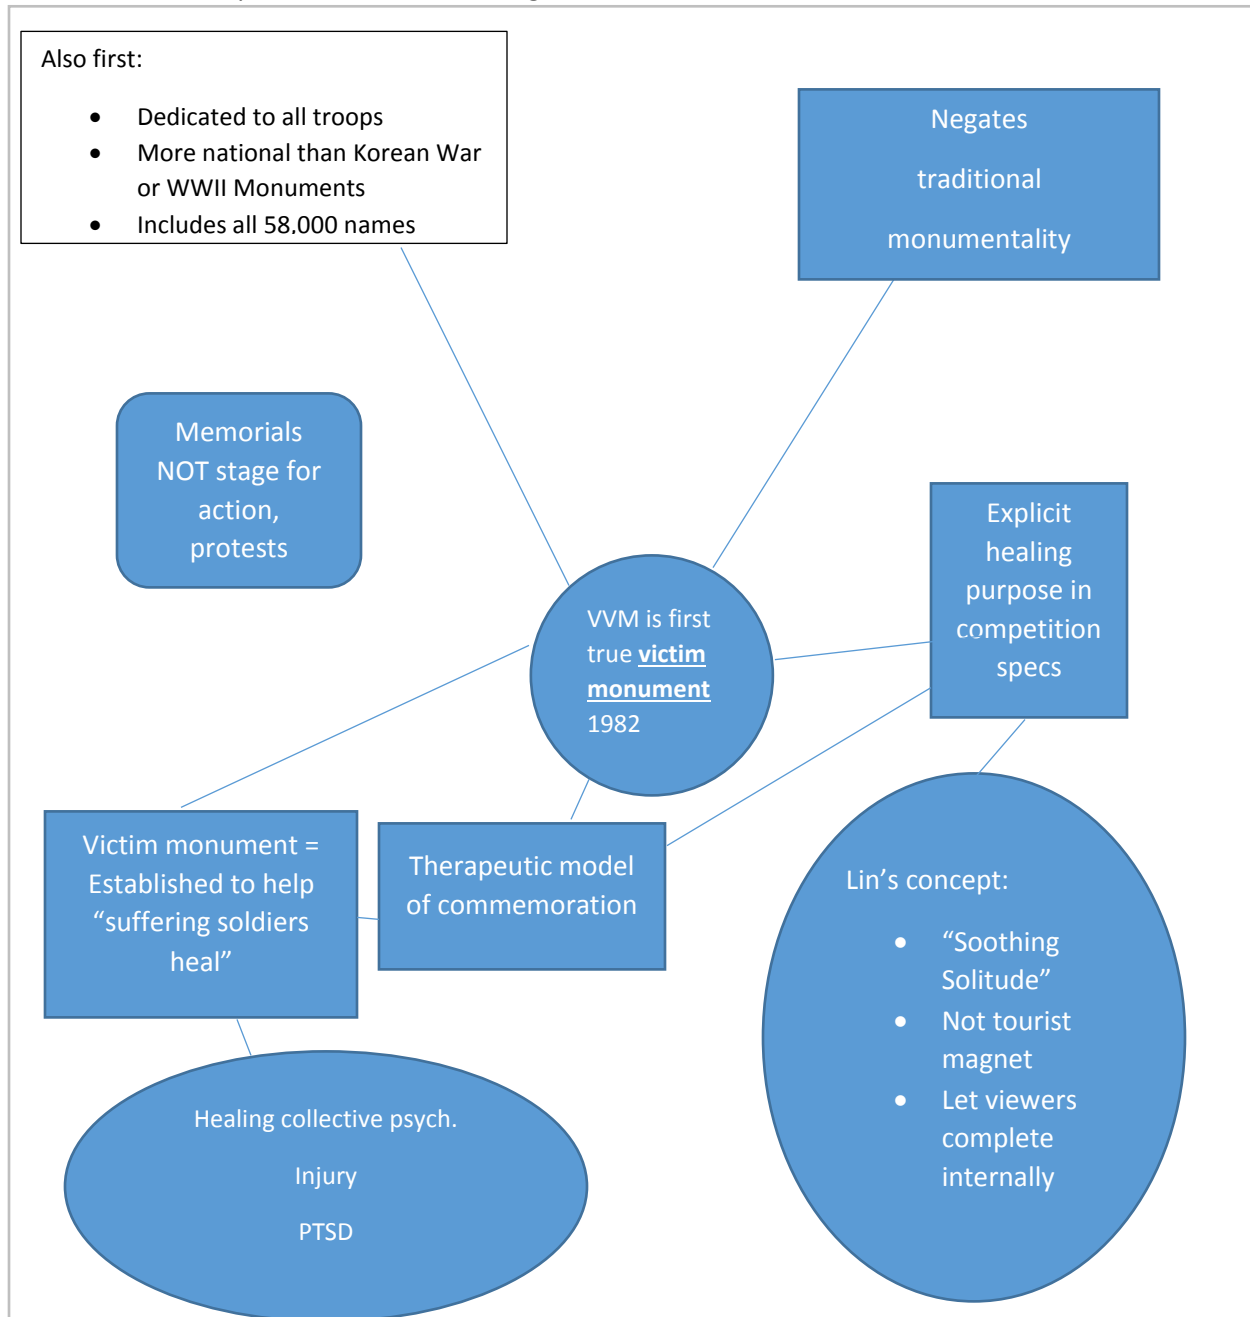 Also first:
• Dedicated to all troops
• More national than Korean War
or WWII Monuments
• Includes all 58,000 names
Negates
traditional
monumentality
Memorials
NOT stage for
action,
protests
Explicit
healing
purpose in
competition
specs
VVM is first
true victim
monument
1982
Victim monument =
Established to help
“suffering soldiers
heal”
Therapeutic model
of commemoration
Lin’s concept:
• “Soothing
Solitude”
• Not tourist
magnet
• Let viewers
complete
internally
Healing collective psych.
Injury
PTSD